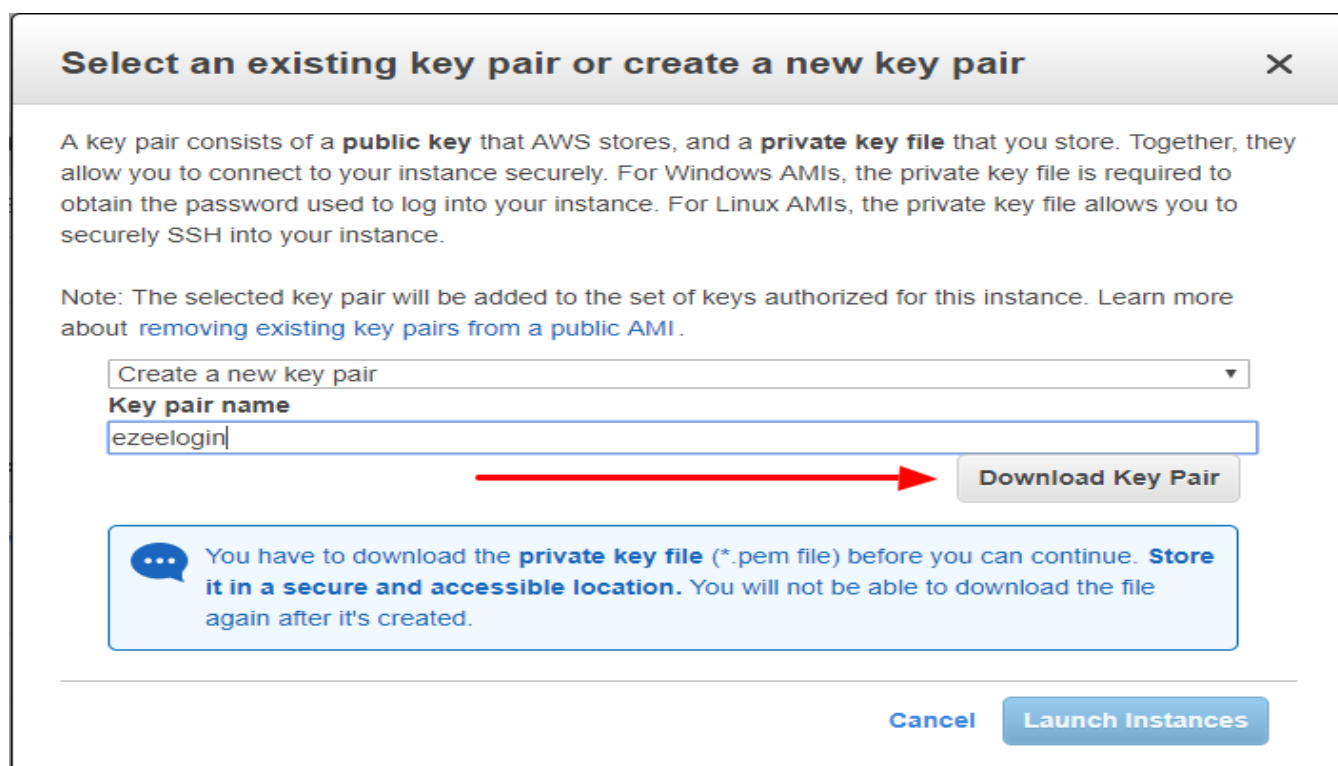 Select an existing key pair or create a new key pair
A key pair consists of a public key that AWS stores, and a private key file that you store. Together, they
allow you to connect to your instance securely. For Windows AMIs, the private key file is required to
obtain the password used to log into your instance. For Linux AMIs, the private key file allows you to
securely SSH into your instance.
Note: The selected key pair will be added to the set of keys authorized for this instance. Learn more
about removing existing key pairs from a public AMI.
Create a new key pair
Key pair name
ezeelogin
Download Key Pair
You have to download the private key file (*.pem file) before you can continue. Store
it in a secure and accessible location. You will not be able to download the file
again after it's created.
Cancel
Launch Instances